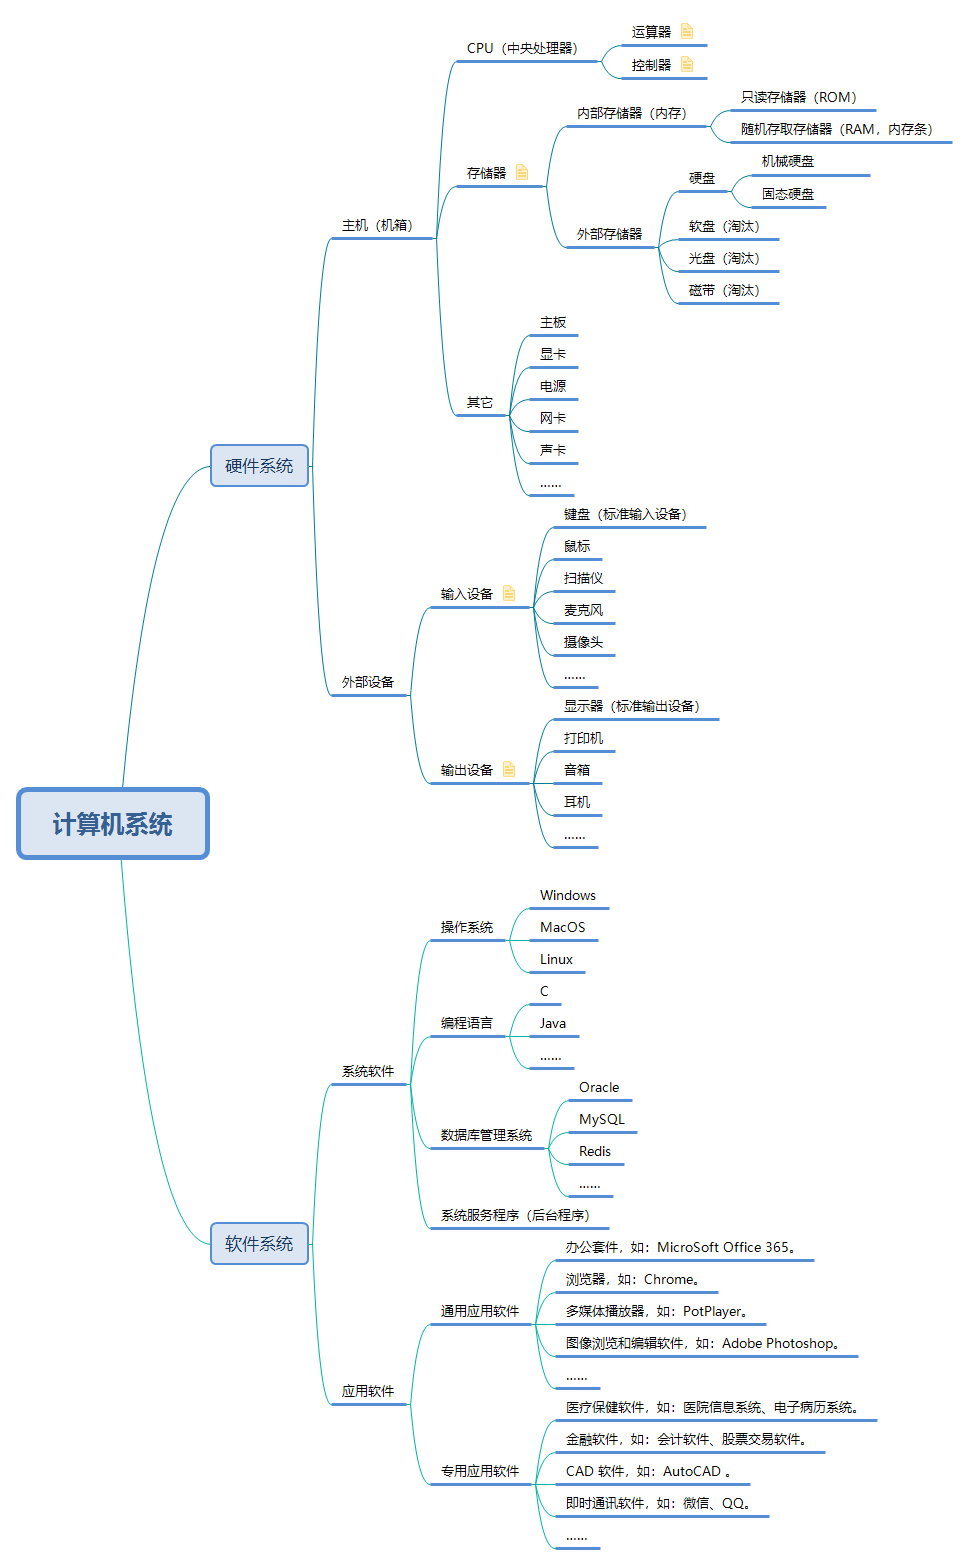 计算机系统
硬件系统
主机（机箱）
CPU（中央处理器）
运算器
控制器
存储器
内部存储器（内存）
只读存储器（ROM）
随机存取存储器（RAM，内存条）
外部存储器
硬盘
机械硬盘
固态硬盘
软盘（淘汰）
光盘（淘汰）
磁带（淘汰）
其它
主板
显卡
电源
网卡
声卡
......
外部设备
输入设备
键盘（标准输入设备）
鼠标
扫描仪
麦克风
摄像头
......
输出设备
显示器（标准输出设备）
打印机
音箱
耳机
......
软件系统
系统软件
操作系统
Windows
MacOS
Linux
编程语言
C
Java
......
数据库管理系统
Oracle
MySQL
Redis
......
系统服务程序（后台程序）
应用软件
通用应用软件
办公套件，如：MicroSoft Office 365。
浏览器，如：Chrome。
多媒体播放器，如：PotPlayer。
图像浏览和编辑软件，如：Adobe Photoshop。
......
专用应用软件
医疗保健软件，如：医院信息系统、电子病历系统。
金融软件，如：会计软件、股票交易软件。
CAD 软件，如：AutoCAD 。
即时通讯软件，如：微信、QQ。
......